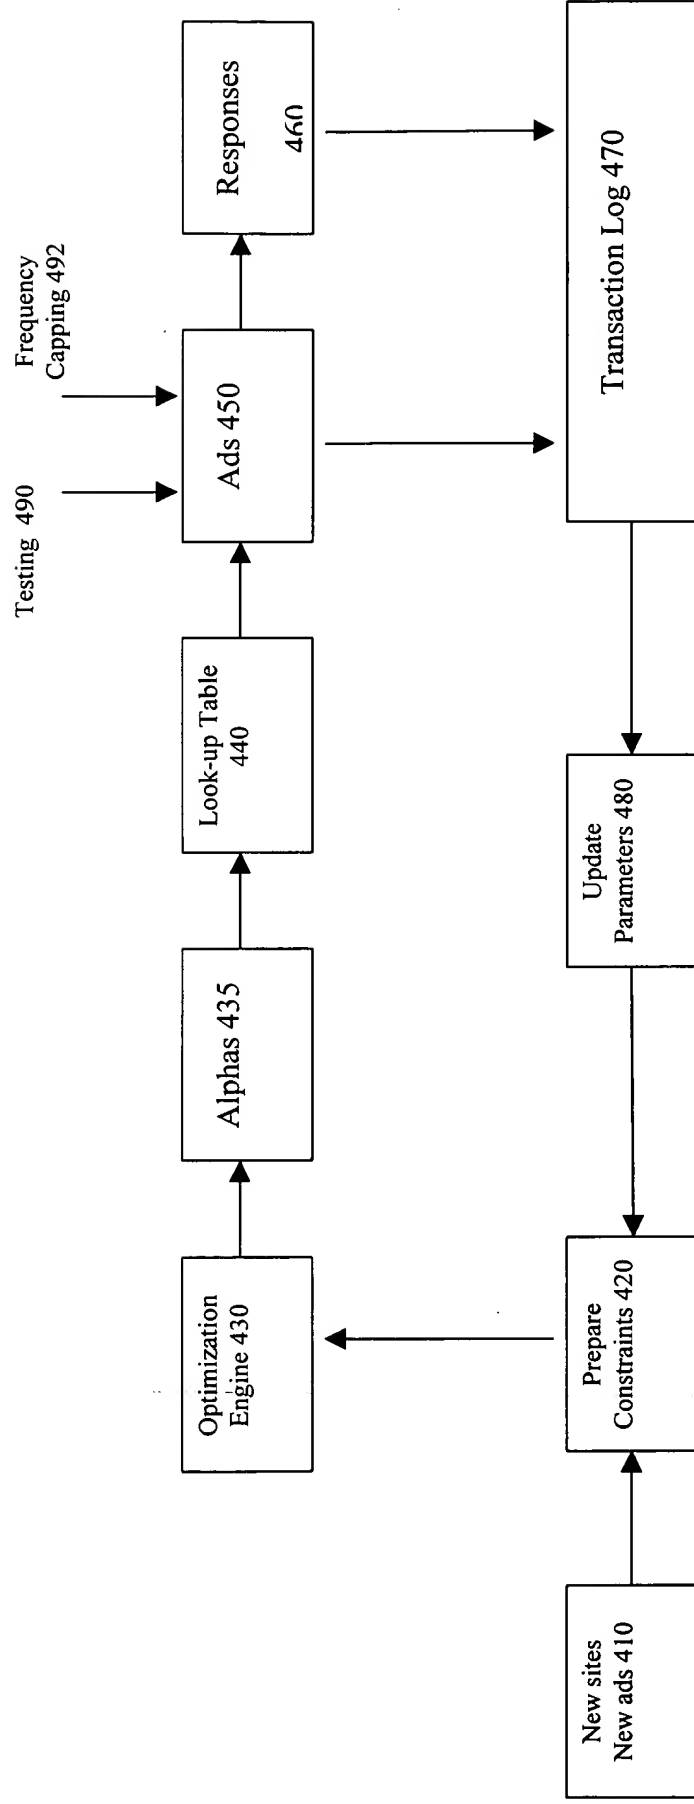 New sites
New ads 410
Prepare
Constraints 420
Optimization
Engine 430
Alphas 435
Look-up Table
440
Ads 450
Testing 490
Frequency
Capping 492
Responses
460
Transaction Log 470
Update
Parameters 480